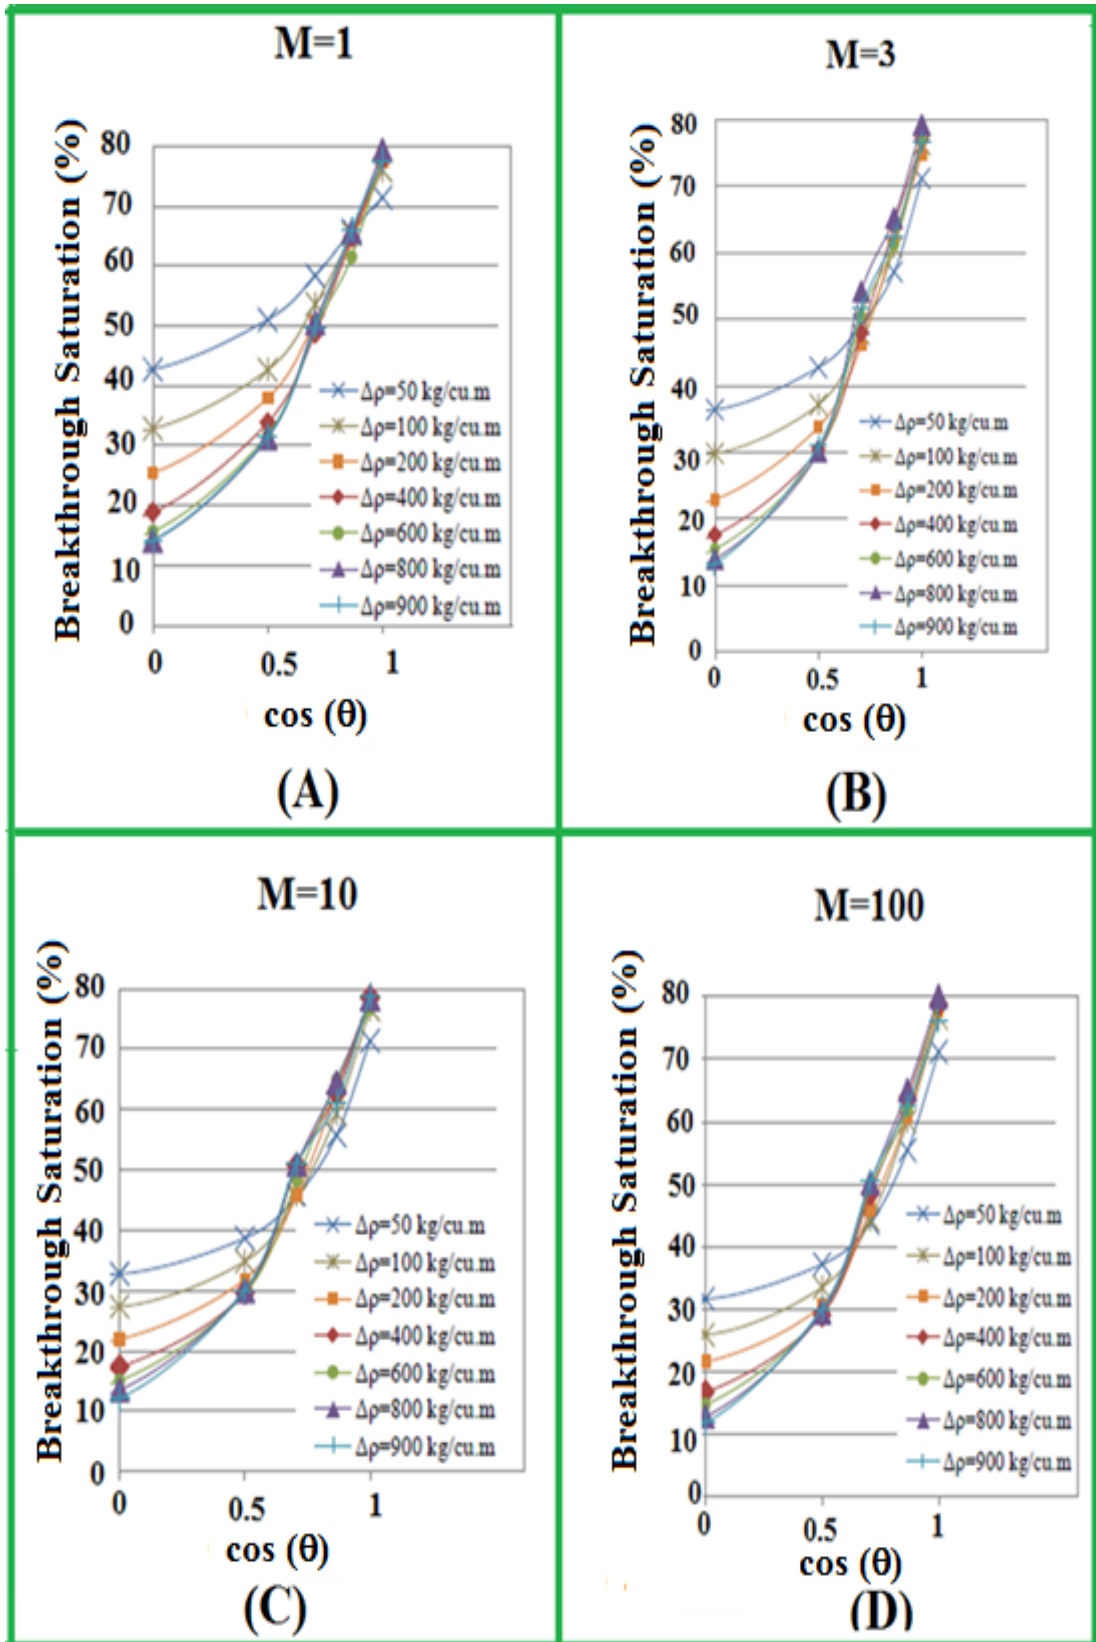 M=1
Breakthrough Saturation (%)
80
70
60
50
40
30
20
10
0
0
0.5
1
Δρ=50 kg/cu.m
Δρ=100 kg/cu.m
Δρ=200 kg/cu.m
Δρ=400 kg/cu.m
Δρ=600 kg/cu.m
Δρ=800 kg/cu.m
Δρ=900 kg/cu.m
cos (θ)
(A)
M=3
Breakthrough Saturation (%)
80
70
60
50
40
30
20
10
0
0
0.5
1
Δρ=50 kg/cu.m
Δρ=100 kg/cu.m
Δρ=200 kg/cu.m
Δρ=400 kg/cu.m
Δρ=600 kg/cu.m
Δρ=800 kg/cu.m
Δρ=900 kg/cu.m
cos (θ)
(B)
M=10
Breakthrough Saturation (%)
80
70
60
50
40
30
20
10
0
0
0.5
1
Δρ=50 kg/cu.m
Δρ=100 kg/cu.m
Δρ=200 kg/cu.m
Δρ=400 kg/cu.m
Δρ=600 kg/cu.m
Δρ=800 kg/cu.m
Δρ=900 kg/cu.m
cos (θ)
(C)
M=100
Breakthrough Saturation (%)
80
70
60
50
40
30
20
10
0
0
0.5
1
Δρ=50 kg/cu.m
Δρ=100 kg/cu.m
Δρ=200 kg/cu.m
Δρ=400 kg/cu.m
Δρ=600 kg/cu.m
Δρ=800 kg/cu.m
Δρ=900 kg/cu.m
cos (θ)
(D)